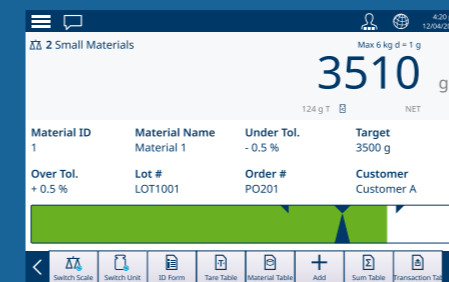 4:20
12/04/20
2 Small Materials
Max 6 kg d = 1 g
3510 g
124 g T NET
Material ID Material Name Under Tol. Target
1 Material 1 - 0.5 % 3500 g
Over Tol. Lot # Order # Customer
+ 0.5 % LOT1001 PO201 Customer A
Switch Scale Switch Unit ID Form Tare Table Material Table Add Sum Table Transaction Tab